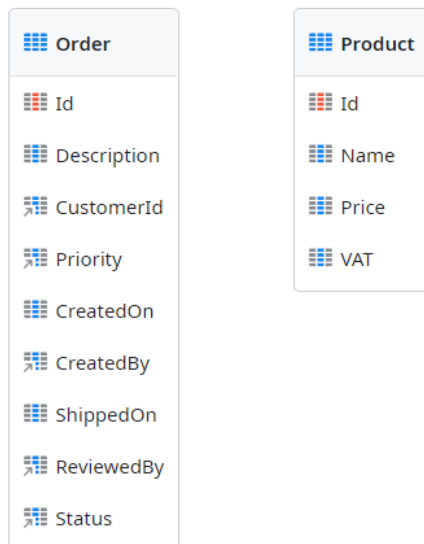 Order
Id
Description
CustomerId
Priority
CreatedOn
CreatedBy
ShippedOn
ReviewedBy
Status
Product
Id
Name
Price
VAT